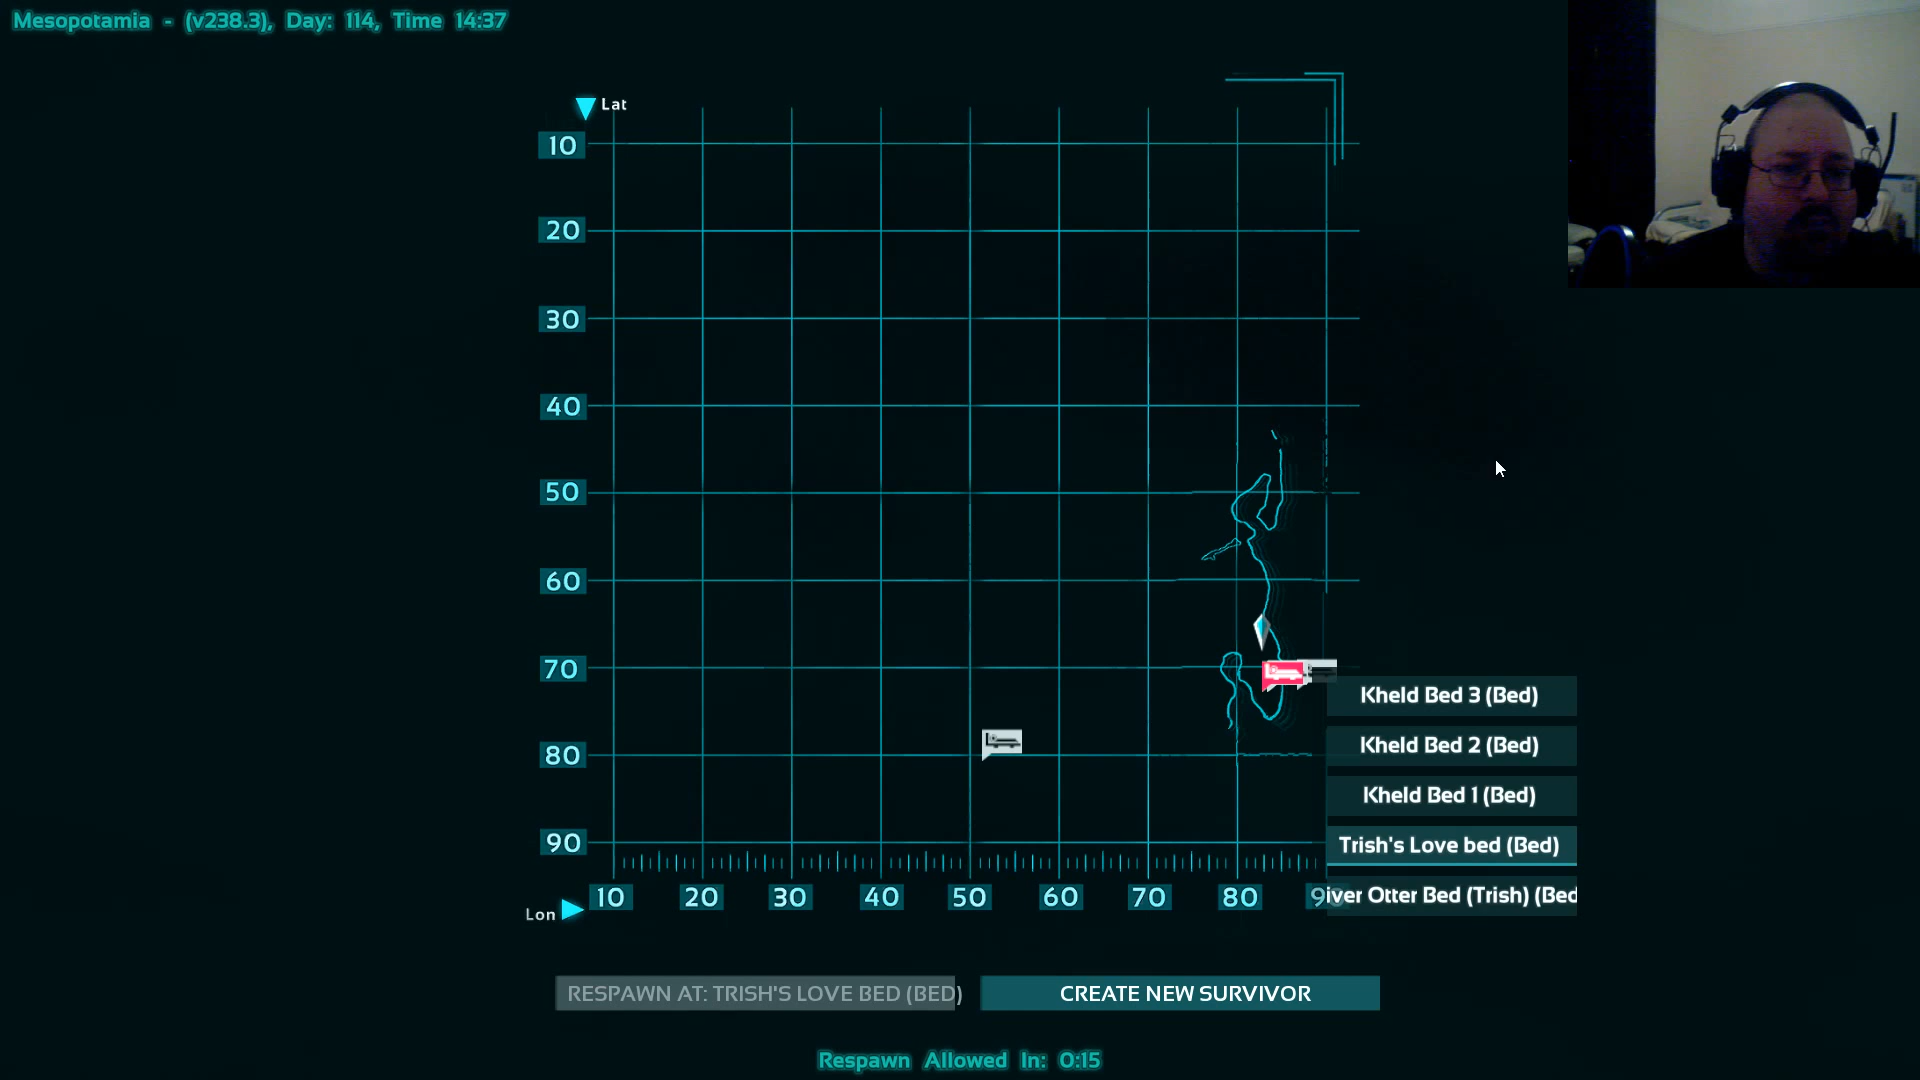 Mesopotamia - (v238.3), Day: 114, Time 14:37
Lat
10
20
30
40
50
60
70
80
90
Lon
10 20 30 40 50 60 70 80 90
Kheld Bed 3 (Bed)
Kheld Bed 2 (Bed)
Kheld Bed 1 (Bed)
Trish's Love bed (Bed)
iver Otter Bed (Trish) (Bed
RESPAWN AT: TRISH'S LOVE BED (BED)
CREATE NEW SURVIVOR
Respawn Allowed In: 0:15